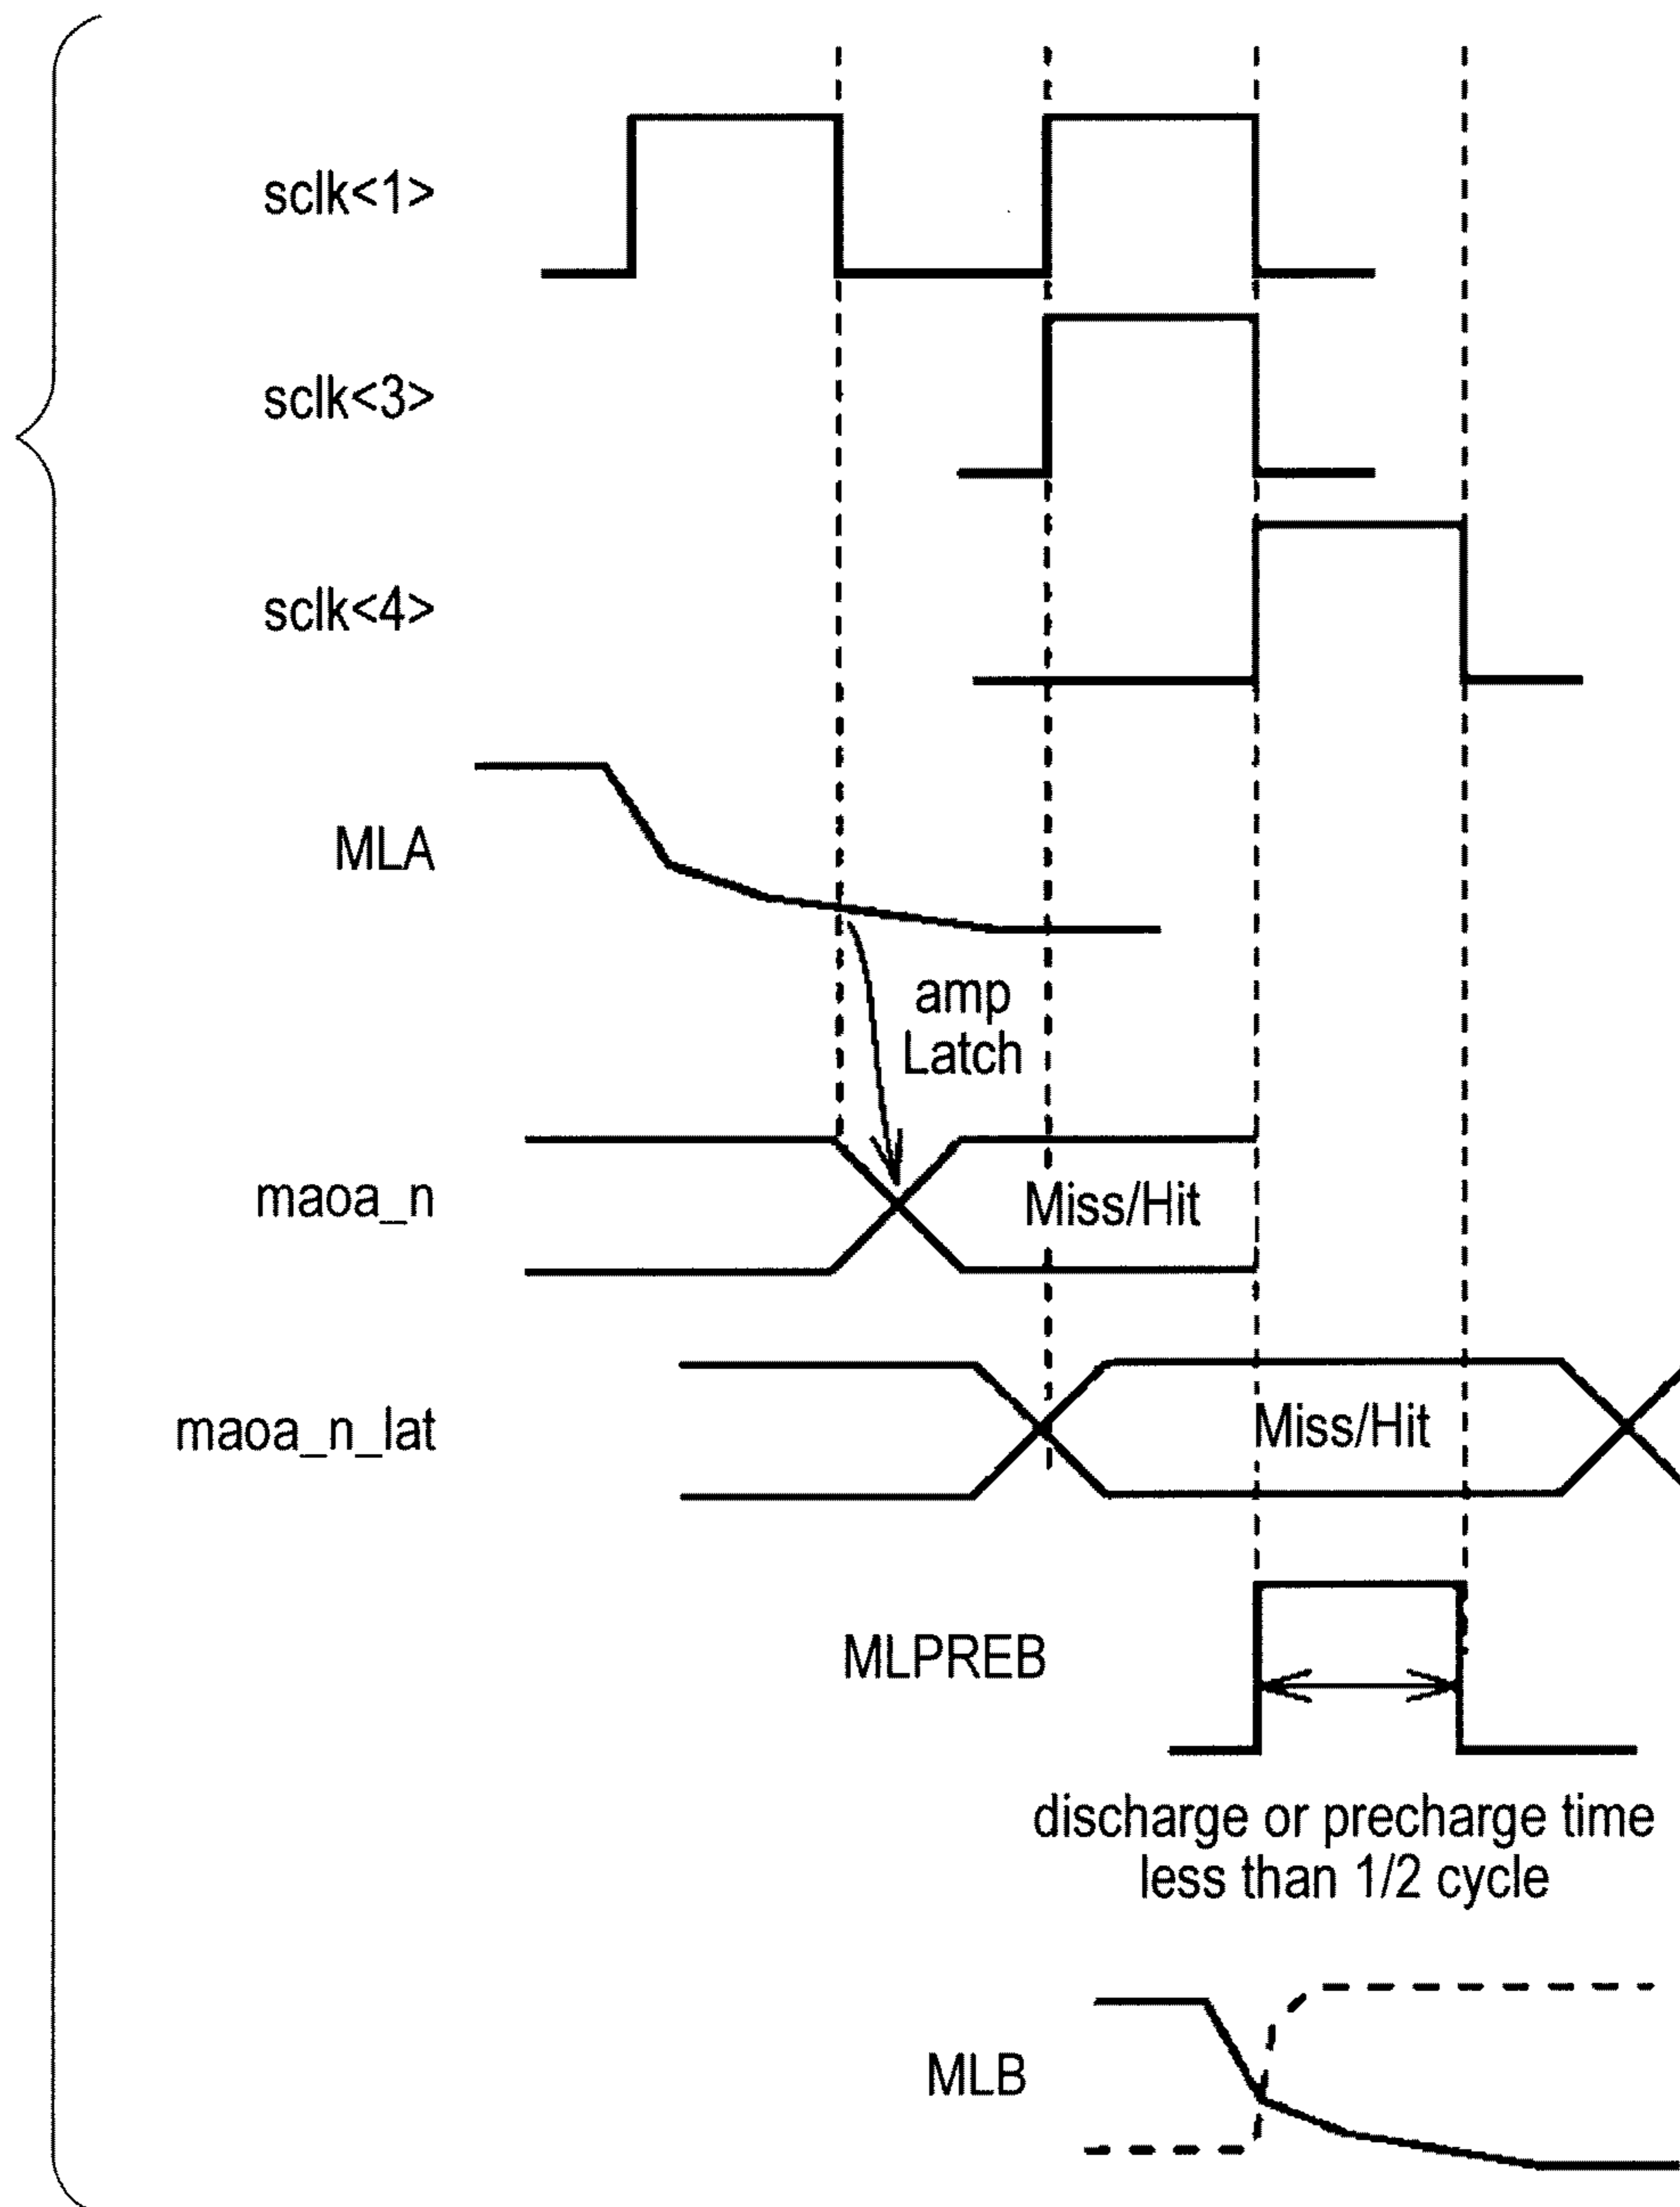 sclk<1>
sclk<3>
sclk<4>
MLA
amp
Latch
maoa_n
Miss/Hit
maoa_n_lat
Miss/Hit
MLPREB
discharge or precharge time
less than 1/2 cycle
MLB